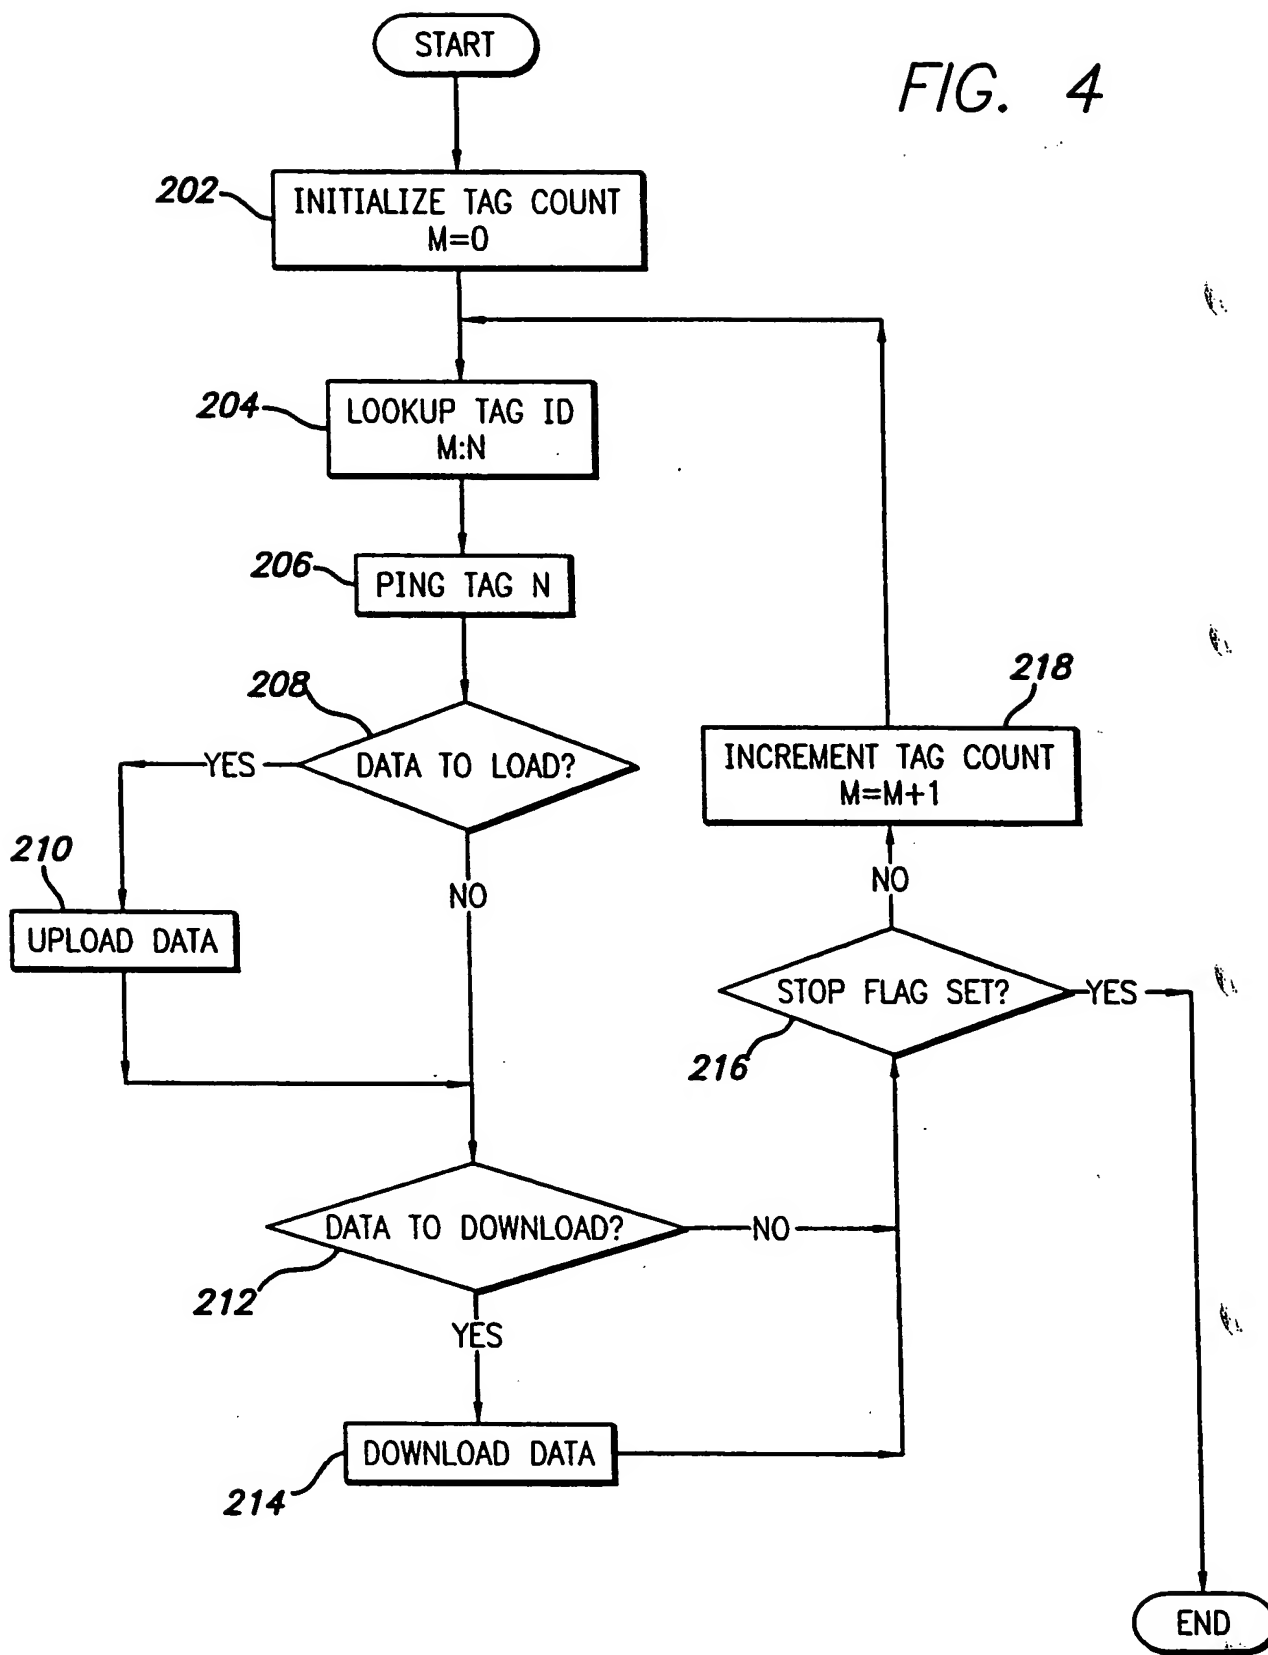 START
FIG. 4
202
INITIALIZE TAG COUNT
M=0
204
LOOKUP TAG ID
M:N
206
PING TAG N
208
DATA TO LOAD?
YES
NO
210
UPLOAD DATA
218
INCREMENT TAG COUNT
M=M+1
NO
STOP FLAG SET?
YES
216
DATA TO DOWNLOAD?
NO
212
YES
DOWNLOAD DATA
214
END